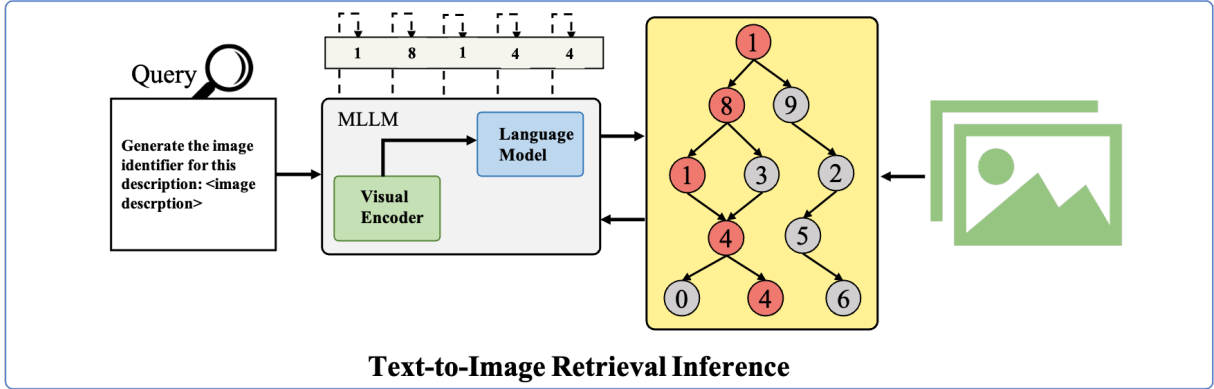 Query
Generate the image
identifier for this
description: <image
descrption>
1 8 1 4 4
MLLM
Language
Model
Visual
Encoder
1
8 9
1 3 2
4 5
0 4 6
Text-to-Image Retrieval Inference